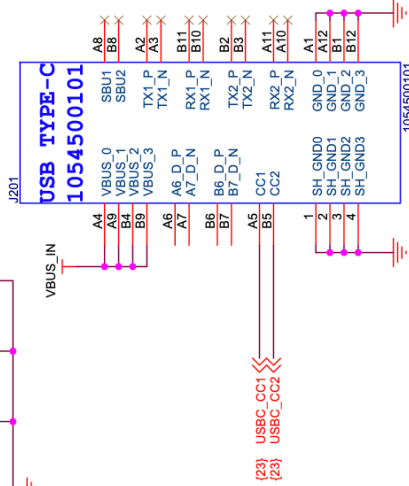 J201
USB TYPE-C
1054500101
A8 SBU1
B8 SBU2
A2 TX1_P
A3 TX1_N
B11 RX1_P
B10 RX1_N
B2 TX2_P
B3 TX2_N
A11 RX2_P
A10 RX2_N
A1 GND_0
A12 GND_1
B1 GND_2
B12 GND_3
VBUS_IN
A4 VBUS_0
A9 VBUS_1
B4 VBUS_2
B9 VBUS_3
A6 A6_D_P
A7 A7_D_N
B6 B6_D_P
B7 B7_D_N
A5 CC1
B5 CC2
1 SH_GND0
2 SH_GND1
3 SH_GND2
4 SH_GND3
{23} USBC_CC1
{23} USBC_CC2
1054500101